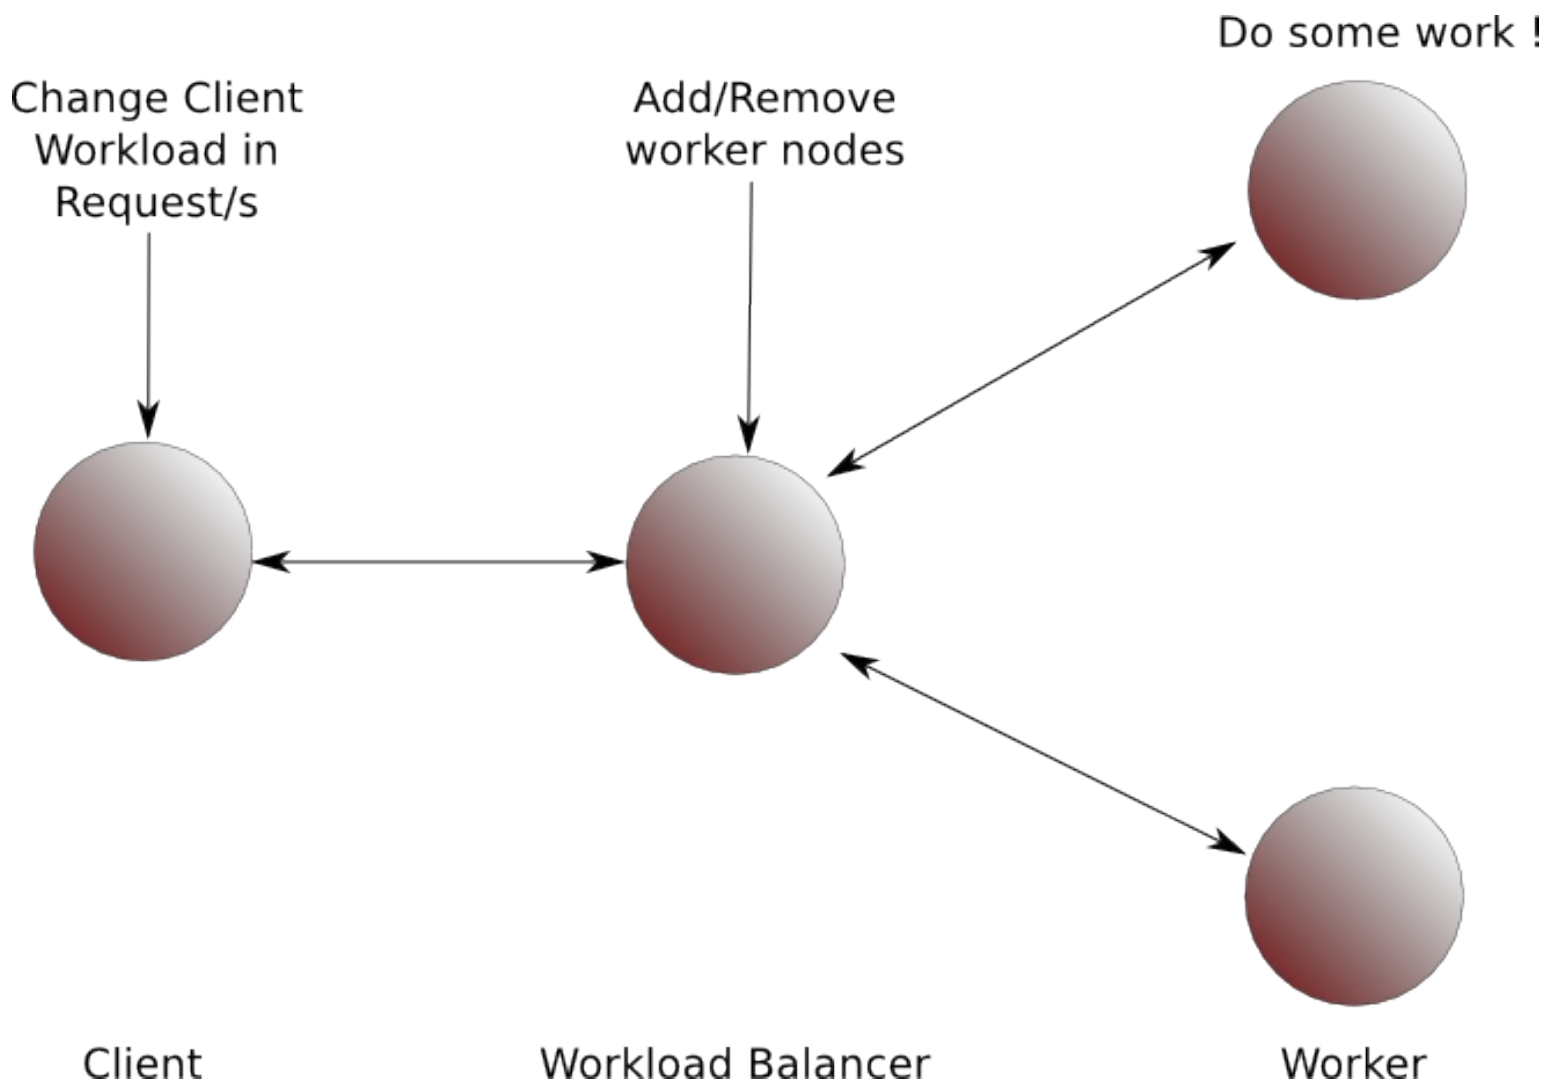 Do some work !
Change Client
Workload in
Request/s
Add/Remove
worker nodes
Client
Workload Balancer
Worker